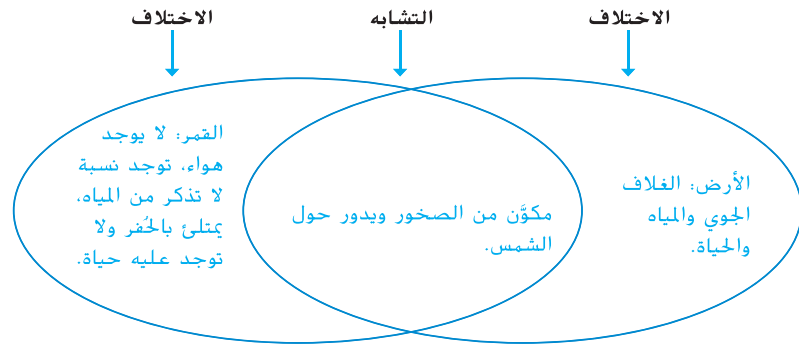 الاختلاف
التشابه
الاختلاف
الأرض: الغلاف
الجوي والمياه
والحياة.
مكوَّن من الصخور ويدور حول
الشمس.
القمر: لا يوجد
هواء، توجد نسبة
لا تذكر من المياه،
يمتلئ بالحُفر ولا
توجد عليه حياة.